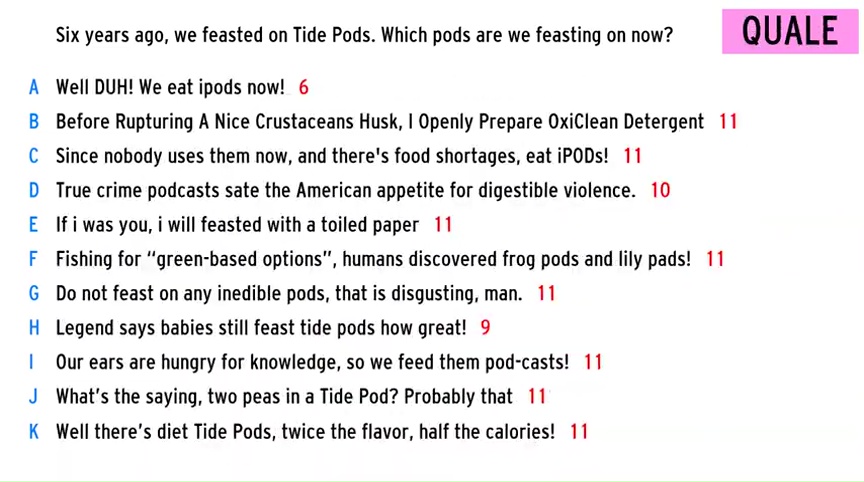 Six years ago, we feasted on Tide Pods. Which pods are we feasting on now?
QUALE
A Well DUH! We eat ipods now! 6
B Before Rupturing A Nice Crustaceans Husk, I Openly Prepare OxiClean Detergent 11
C Since nobody uses them now, and there's food shortages, eat iPODs! 11
D True crime podcasts sate the American appetite for digestible violence. 10
E If i was you, i will feasted with a toiled paper 11
F Fishing for “green-based options”, humans discovered frog pods and lily pads! 11
G Do not feast on any inedible pods, that is disgusting, man. 11
H Legend says babies still feast tide pods how great! 9
I Our ears are hungry for knowledge, so we feed them pod-casts! 11
J What's the saying, two peas in a Tide Pod? Probably that 11
K Well there's diet Tide Pods, twice the flavor, half the calories! 11